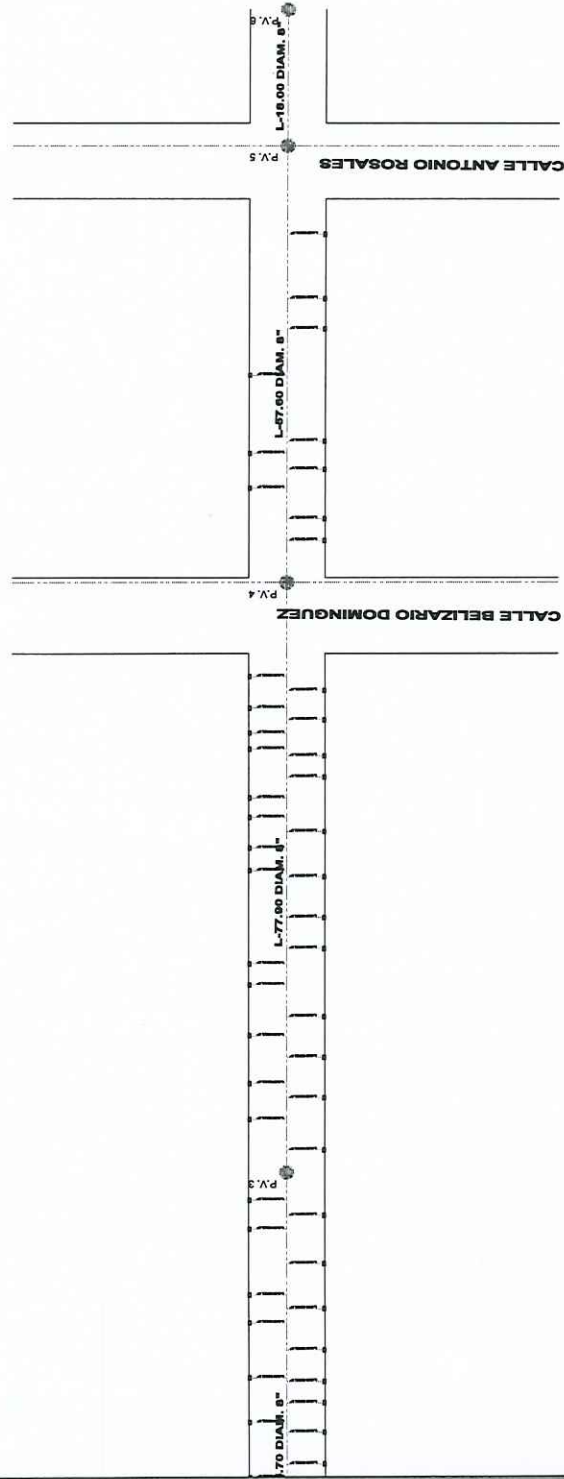 P.V. 6
L-18.00 DIAM. 8"
P.V. 5
CALLE ANTONIO ROSALES
L-57.60 DIAM. 8"
P.V. 4
CALLE BELIZARIO DOMINGUEZ
L-77.90 DIAM. 8"
P.V. 3
.70 DIAM. 8"